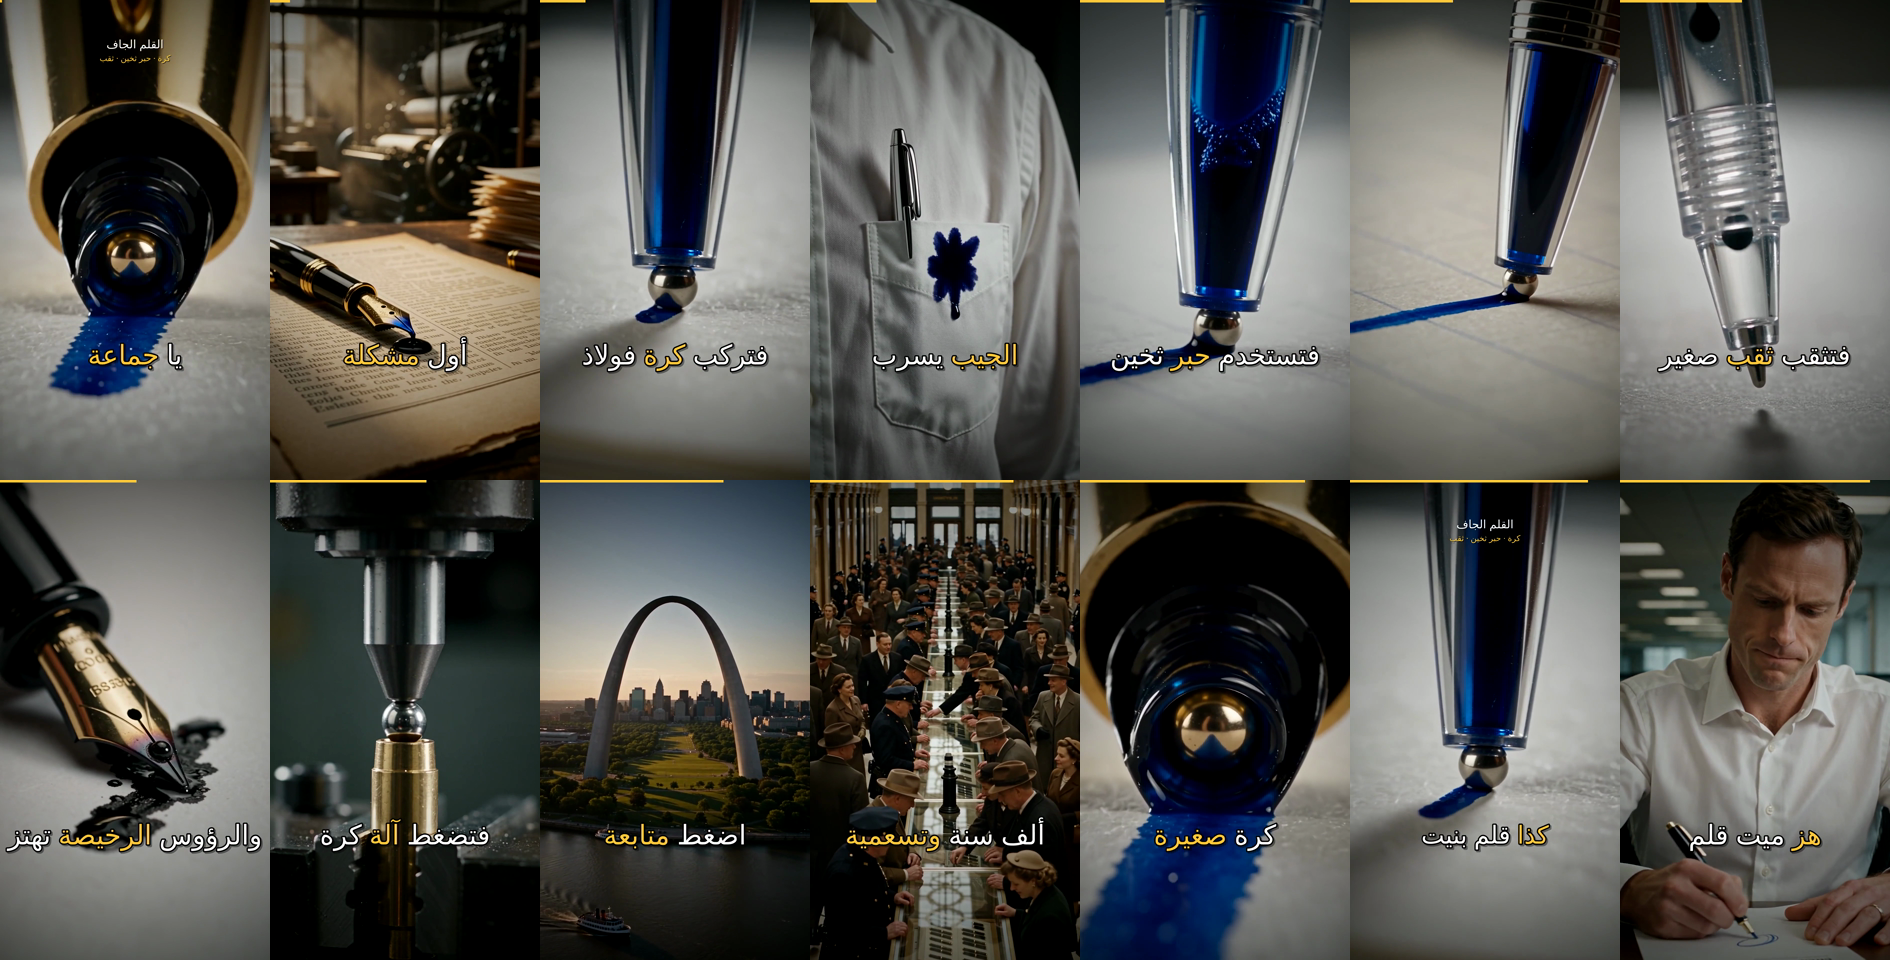 القلم الجاف
كرة · حبر ثخين · ثقب
يا جماعة
أول مشكلة
فتركب كرة فولاذ
الجيب يسرب
فتستخدم حبر ثخين
فتثقب ثقب صغير
والرؤوس الرخيصة تهتز
فتضغط آلة كرة
اضغط متابعة
ألف سنة وتسعمية
كرة صغيرة
القلم الجاف
كرة · حبر ثخين · ثقب
كذا قلم بنيت
هز ميت قلم